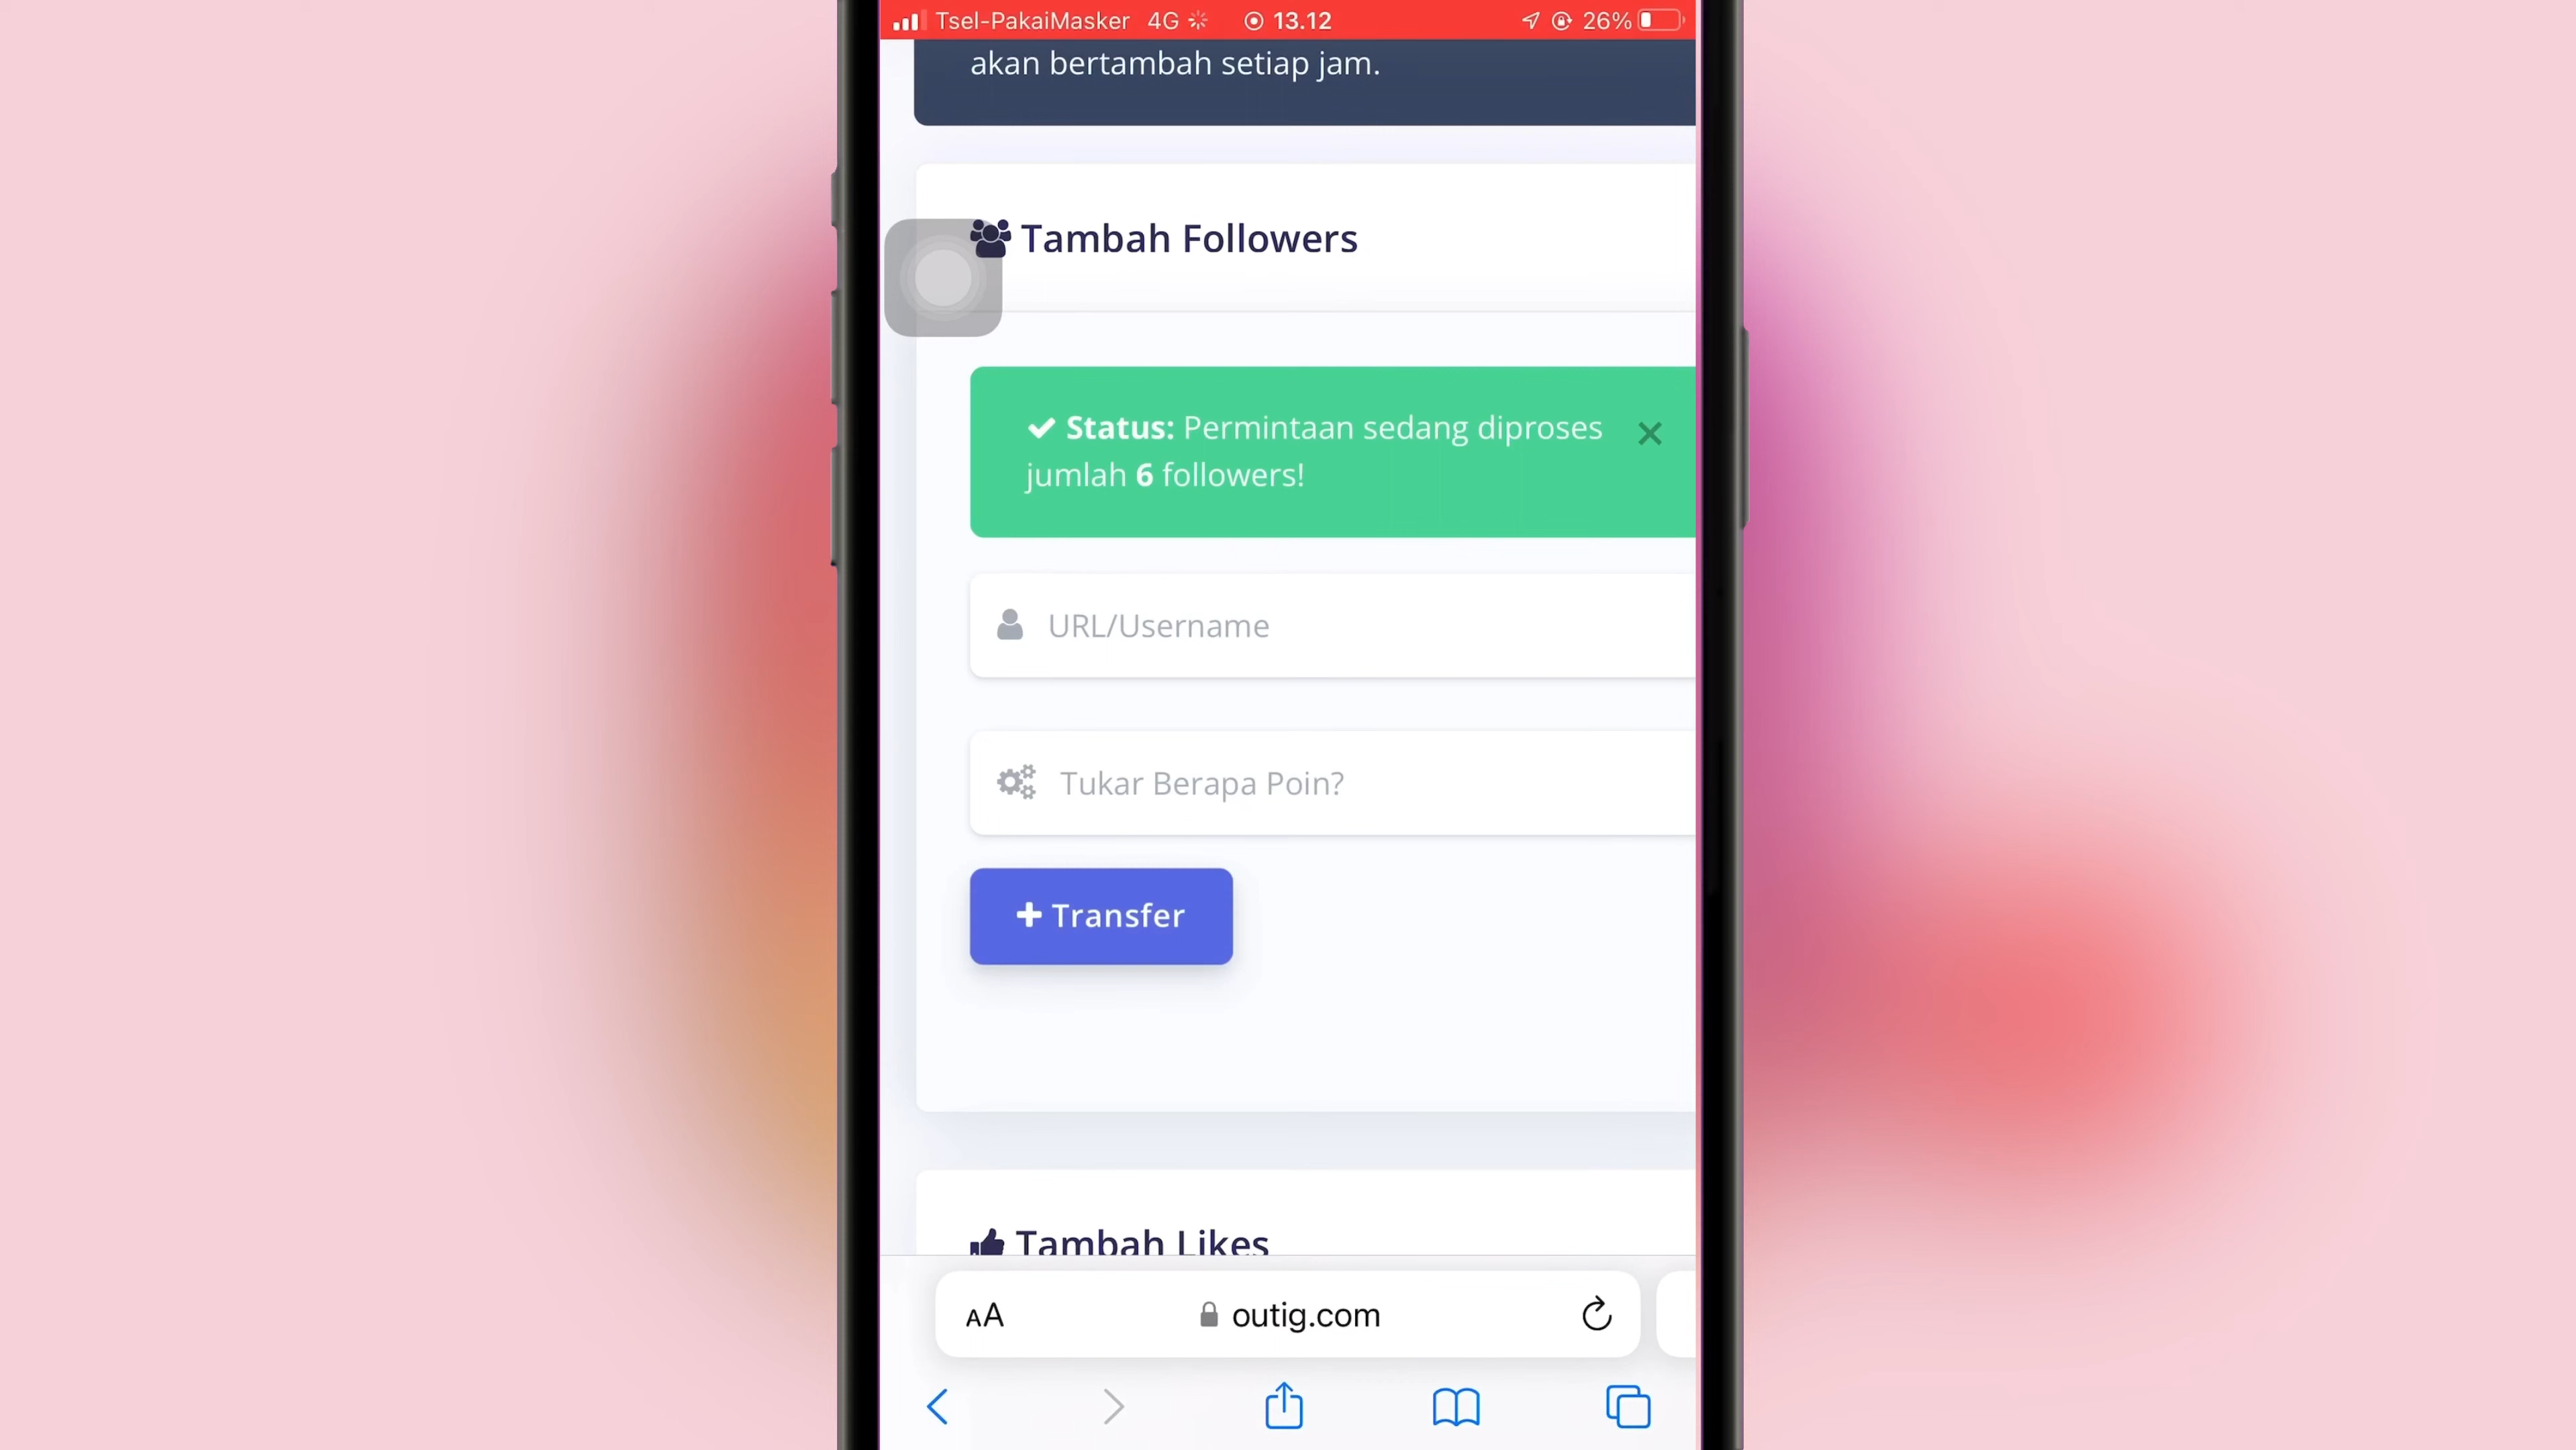 Tsel-PakaiMasker 4G 13.12 26%
akan bertambah setiap jam.
Tambah Followers
Status: Permintaan sedang diproses
jumlah 6 followers!
URL/Username
Tukar Berapa Poin?
+ Transfer
Tambah Likes
AA outig.com